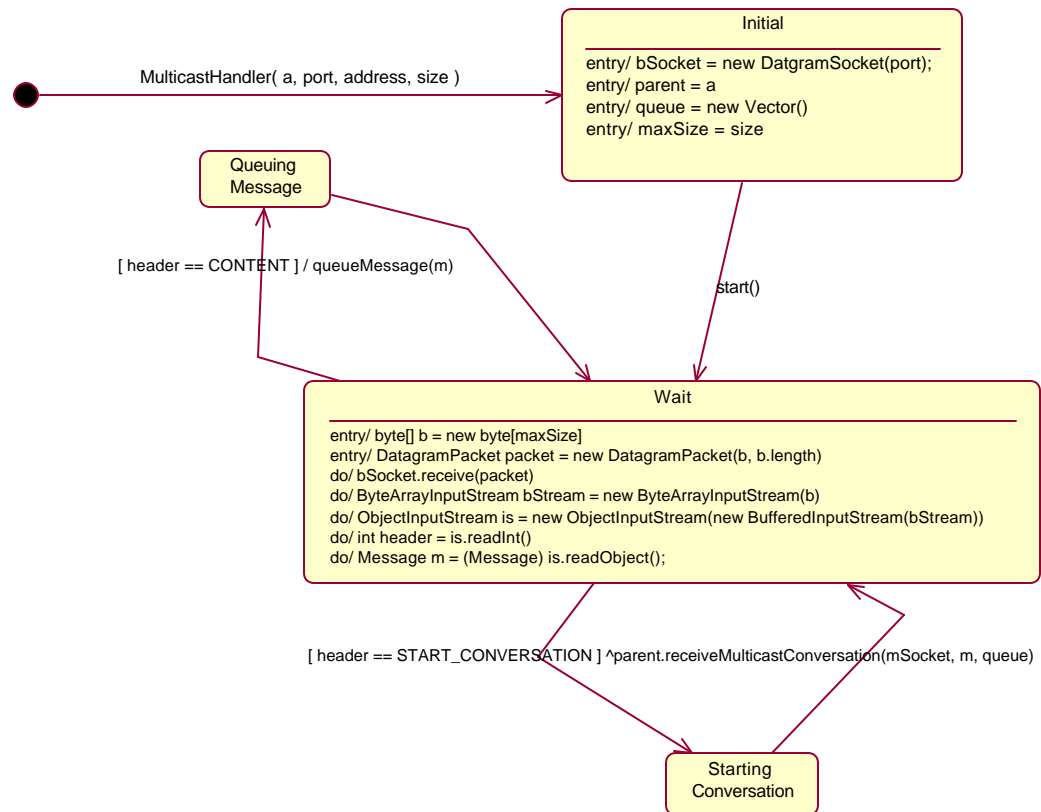 Initial
entry/ bSocket = new DatgramSocket(port);
entry/ parent = a
entry/ queue = new Vector()
entry/ maxSize = size
MulticastHandler( a, port, address, size )
Queuing
Message
[ header == CONTENT ] / queueMessage(m)
start()
Wait
entry/ byte[] b = new byte[maxSize]
entry/ DatagramPacket packet = new DatagramPacket(b, b.length)
do/ bSocket.receive(packet)
do/ ByteArrayInputStream bStream = new ByteArrayInputStream(b)
do/ ObjectInputStream is = new ObjectInputStream(new BufferedInputStream(bStream))
do/ int header = is.readInt()
do/ Message m = (Message) is.readObject();
[ header == START_CONVERSATION ] ^parent.receiveMulticastConversation(mSocket, m, queue)
Starting
Conversation